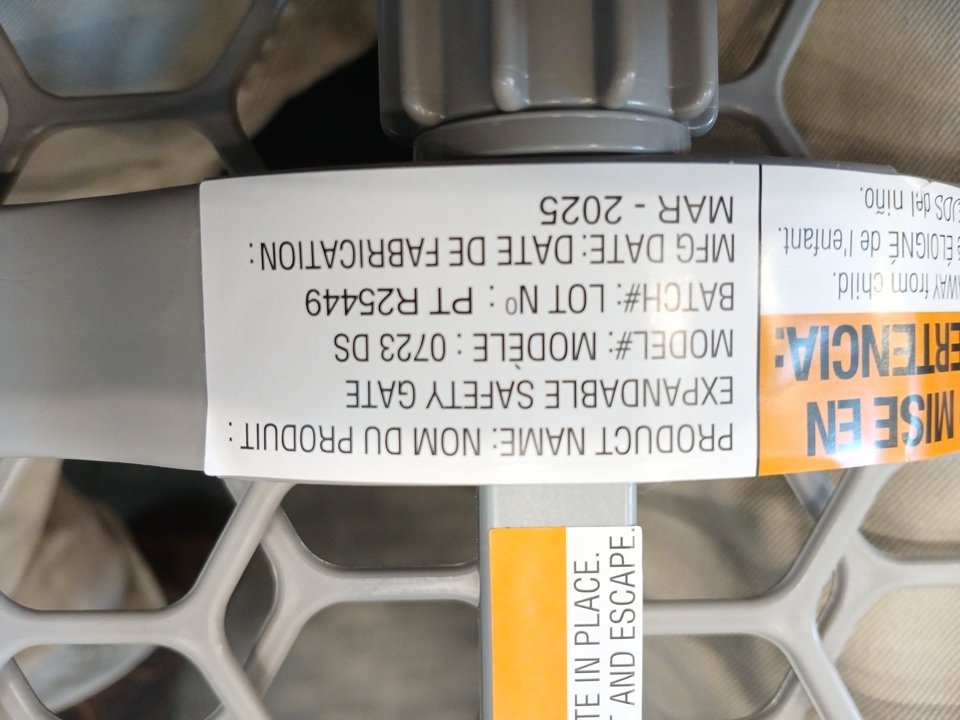 PRODUCT NAME: NOM DU PRODUIT :
EXPANDABLE SAFETY GATE
MODEL#: MODÈLE : 0723 DS
BATCH#: LOT Nº : PT R25449
MFG DATE: DATE DE FABRICATION :
MAR - 2025
MISE EN
ERTENCIA:
AWAY from child.
ÉLOIGNÉ de l'enfant.
del niño.
TE IN PLACE.
AND ESCAPE.